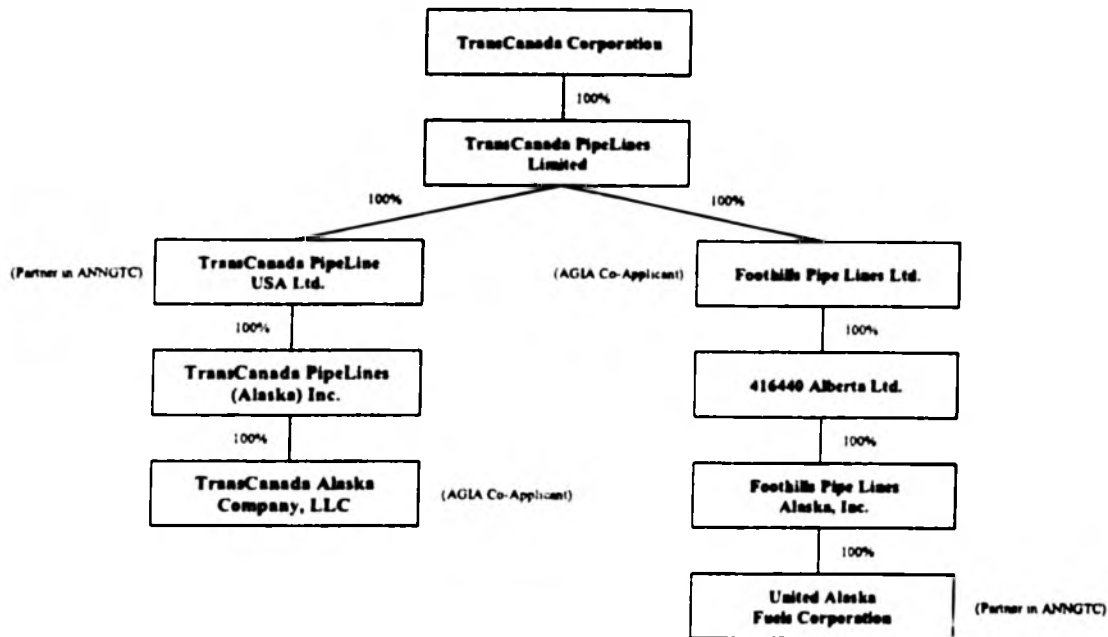 TransCanada Corporation
100%
TransCanada PipeLines
Limited
100%
100%
(Partner in ANNGTC)
TransCanada PipeLine
USA Ltd.
(AGIA Co-Applicant)
Foothills Pipe Lines Ltd.
100%
100%
TransCanada PipeLines
(Alaska) Inc.
416440 Alberta Ltd.
100%
100%
TransCanada Alaska
Company, LLC
(AGIA Co-Applicant)
Foothills Pipe Lines
Alaska, Inc.
100%
United Alaska
Fuels Corporation
(Partner in ANNGTC)